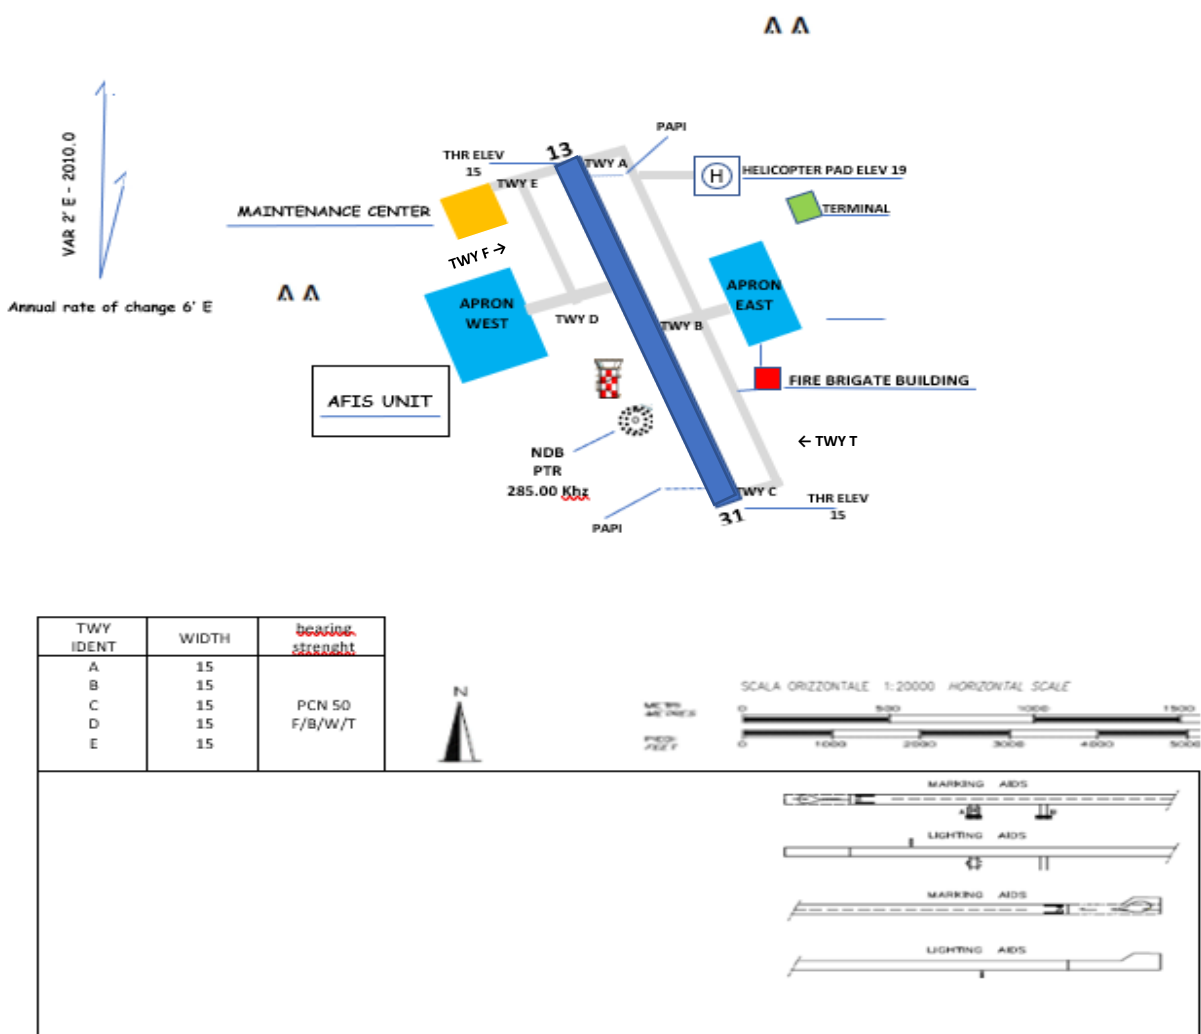 Λ Λ
VAR 2' E - 2010.0
Annual rate of change 6' E
PAPI
13
THR ELEV
15
TWY A
TWY E
H
HELICOPTER PAD ELEV 19
MAINTENANCE CENTER
TERMINAL
TWY F →
Λ Λ
APRON
WEST
APRON
EAST
TWY D
TWY B
AFIS UNIT
FIRE BRIGATE BUILDING
← TWY T
NDB
PTR
285.00 Khz
TWY C
THR ELEV
15
PAPI
31
TWY
IDENT
WIDTH
bearing
strenght
A 15
B 15
C 15 PCN 50
D 15 F/B/W/T
E 15
N
SCALA ORIZZONTALE 1:20000 HORIZONTAL SCALE
METRI
METRES
0 500 1000 1500
PIEDI
FEET
0 1000 2000 3000 4000 5000
MARKING AIDS
A B
LIGHTING AIDS
MARKING AIDS
LIGHTING AIDS